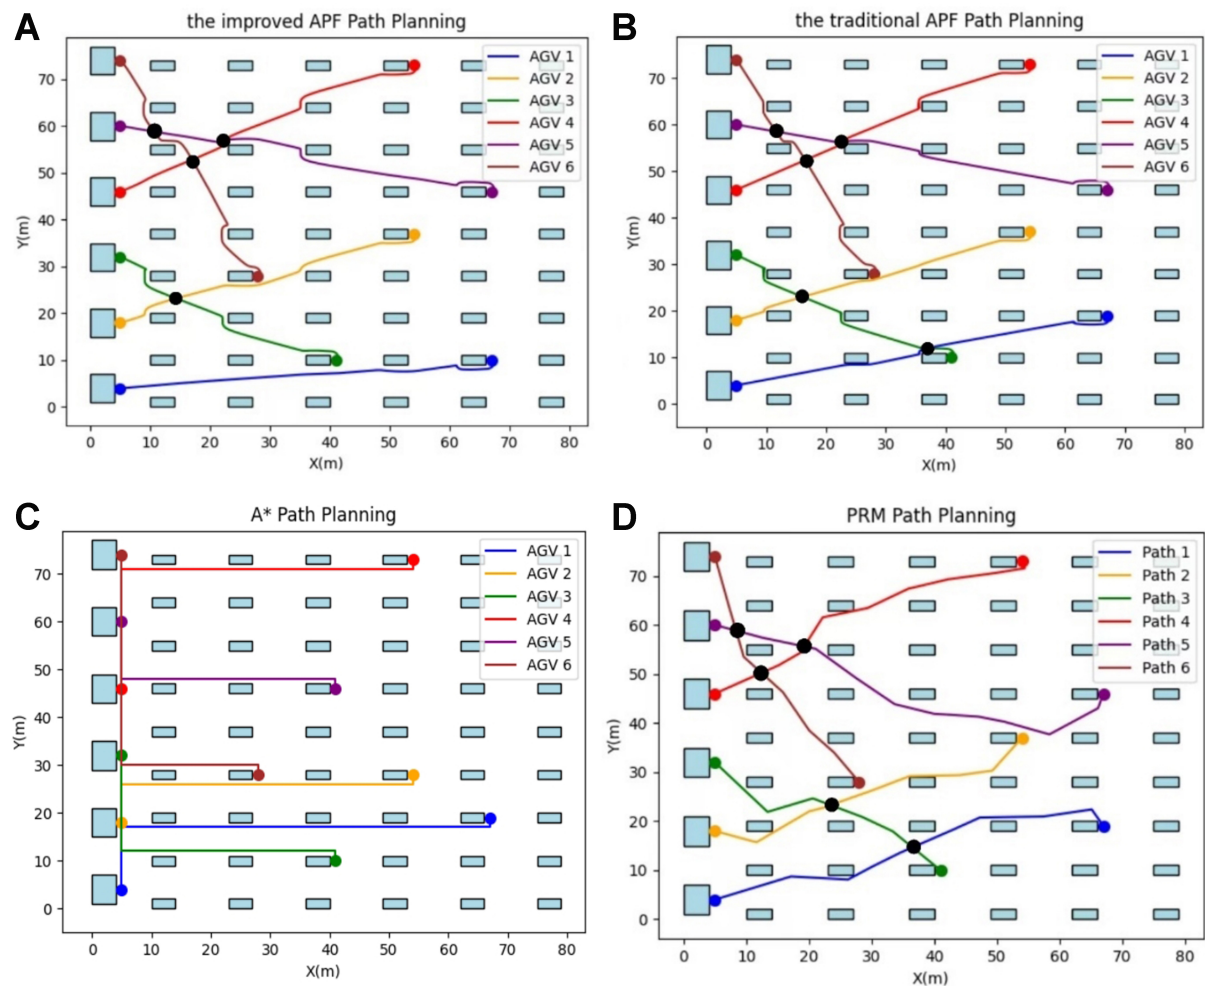 A
the improved APF Path Planning
AGV 1
AGV 2
AGV 3
AGV 4
AGV 5
AGV 6
70
60
50
40
30
20
10
0
Y(m)
0 10 20 30 40 50 60 70 80
X(m)
B
the traditional APF Path Planning
AGV 1
AGV 2
AGV 3
AGV 4
AGV 5
AGV 6
70
60
50
40
30
20
10
0
Y(m)
0 10 20 30 40 50 60 70 80
X(m)
C
A* Path Planning
AGV 1
AGV 2
AGV 3
AGV 4
AGV 5
AGV 6
70
60
50
40
30
20
10
0
Y(m)
0 10 20 30 40 50 60 70 80
X(m)
D
PRM Path Planning
Path 1
Path 2
Path 3
Path 4
Path 5
Path 6
70
60
50
40
30
20
10
0
Y(m)
0 10 20 30 40 50 60 70 80
X(m)